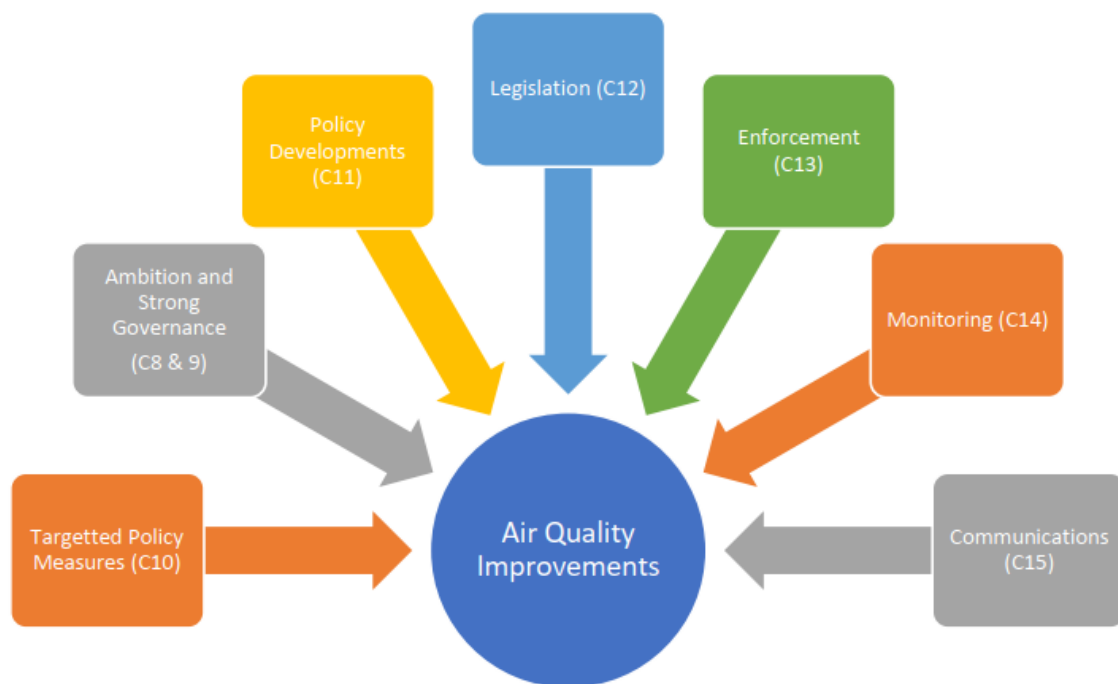 Legislation (C12)
Policy
Developments
(C11)
Enforcement
(C13)
Ambition and
Strong
Governance
(C8 & 9)
Monitoring (C14)
Targetted Policy
Measures (C10)
Air Quality
Improvements
Communications
(C15)